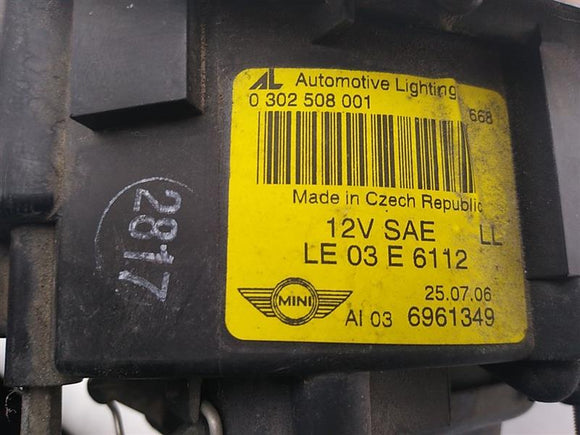 AL Automotive Lighting
0 302 508 001
668
Made in Czech Republic
12V SAE LL
LE 03 E 6112
MINI
25.07.06
AI 03 6961349
2817